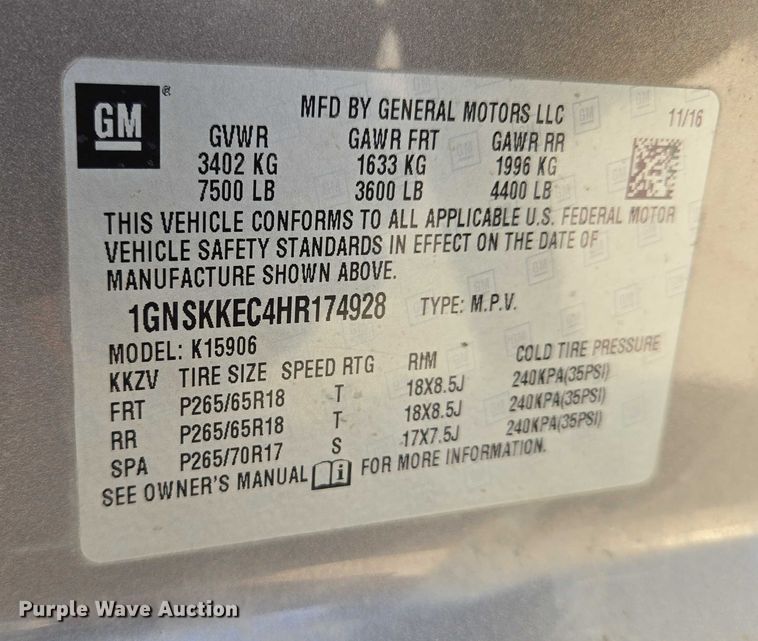 GM ®
MFD BY GENERAL MOTORS LLC 11/16
GVWR GAWR FRT GAWR RR
3402 KG 1633 KG 1996 KG
7500 LB 3600 LB 4400 LB
THIS VEHICLE CONFORMS TO ALL APPLICABLE U.S. FEDERAL MOTOR
VEHICLE SAFETY STANDARDS IN EFFECT ON THE DATE OF
MANUFACTURE SHOWN ABOVE.
1GNSKKEC4HR174928 TYPE: M.P.V.
MODEL: K15906
KKZV TIRE SIZE SPEED RTG RIM COLD TIRE PRESSURE
FRT P265/65R18 T 18X8.5J 240KPA(35PSI)
RR P265/65R18 T 18X8.5J 240KPA(35PSI)
SPA P265/70R17 S 17X7.5J 240KPA(35PSI)
SEE OWNER'S MANUAL i FOR MORE INFORMATION.
Purple Wave Auction